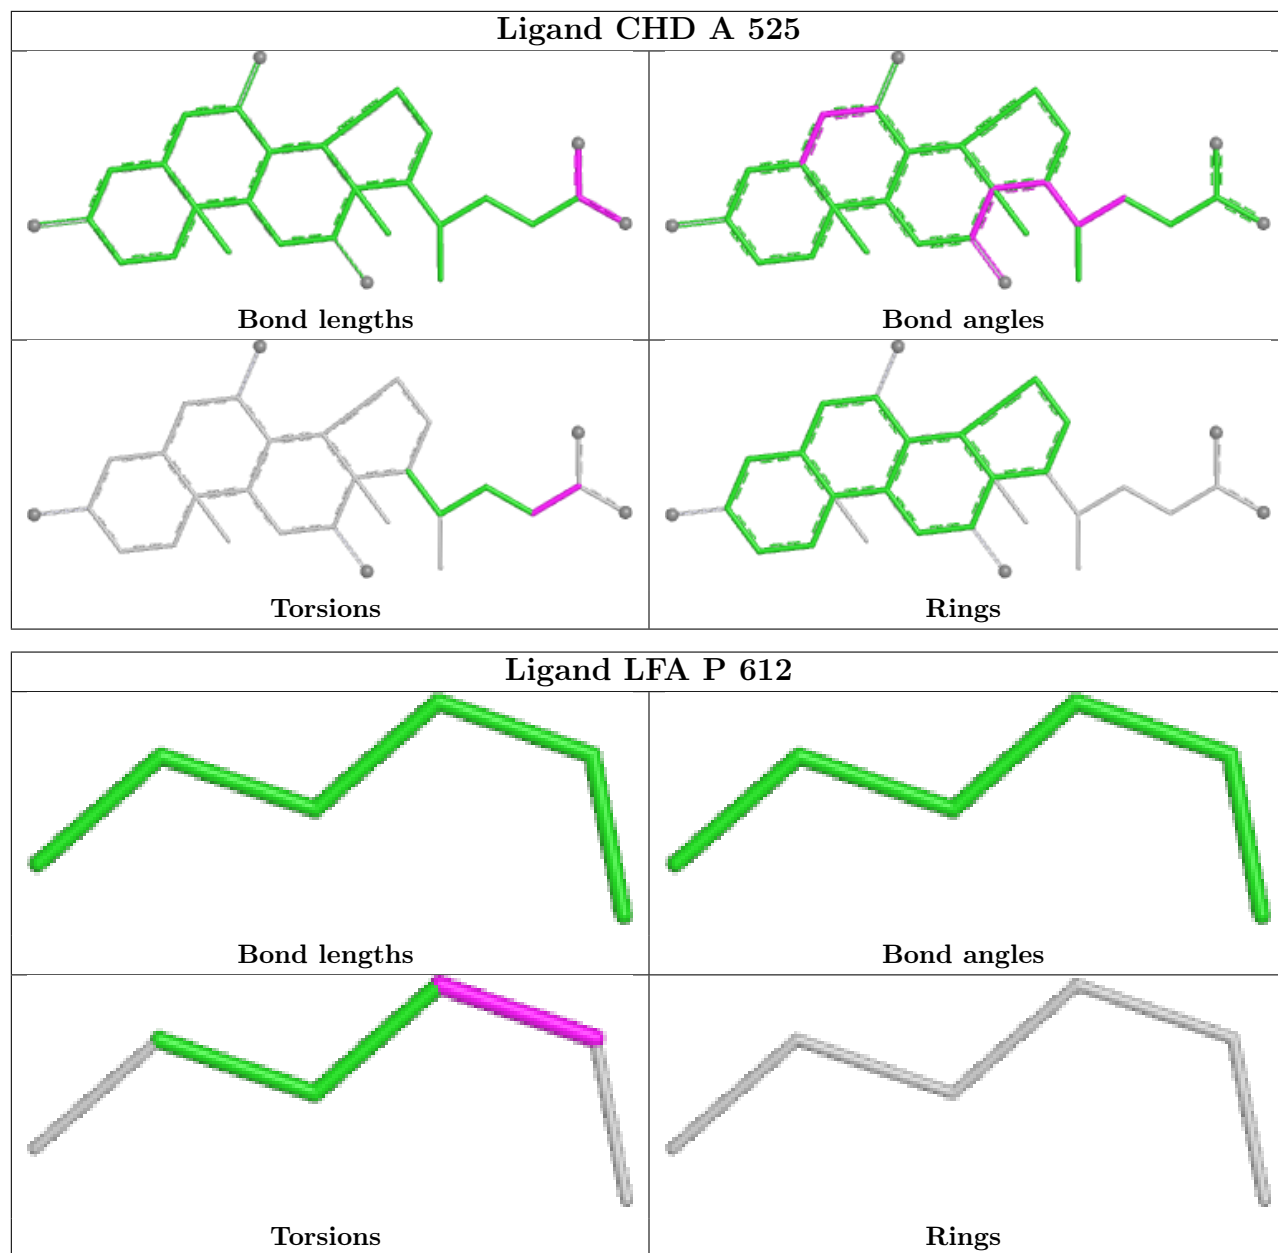 Ligand CHD A 525
Bond lengths
Bond angles
Torsions
Rings
Ligand LFA P 612
Bond lengths
Bond angles
Torsions
Rings